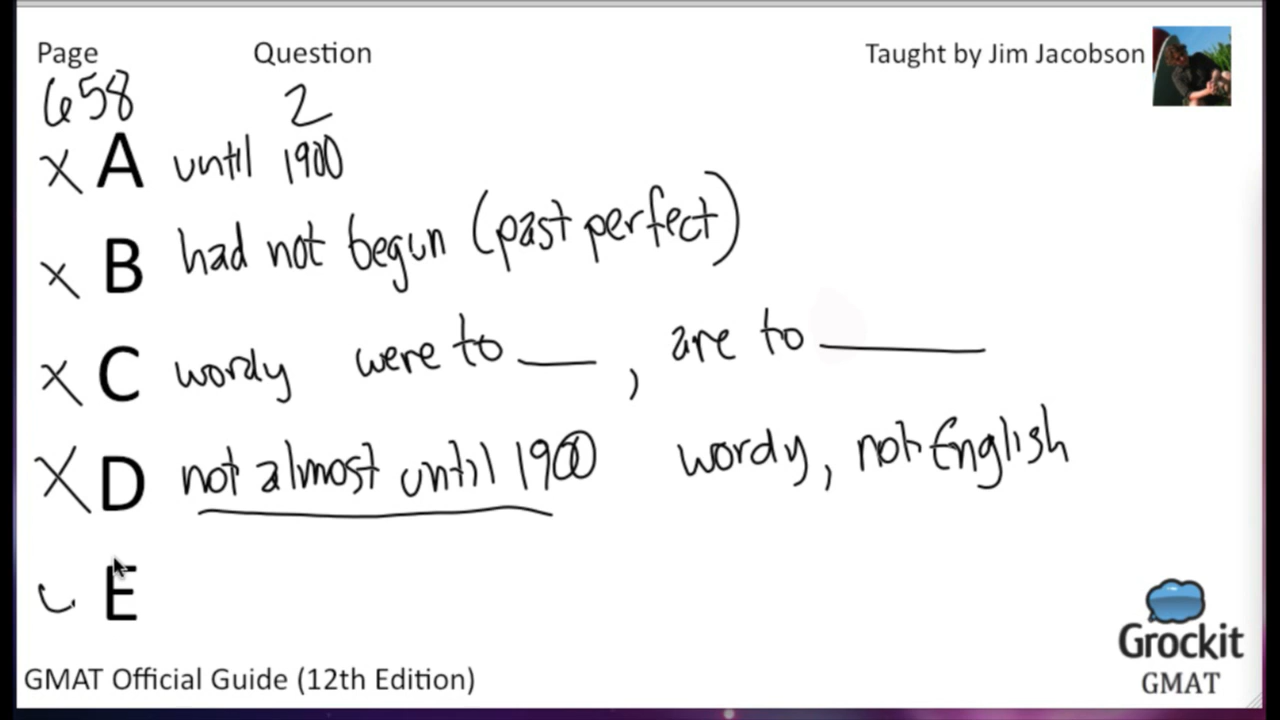 Page Question Taught by Jim Jacobson
658 2
X A until 1900
X B had not begun (past perfect)
X C wordy were to ___, are to ___
X D not almost until 1900 wordy, not English
E
Grockit
GMAT
GMAT Official Guide (12th Edition)